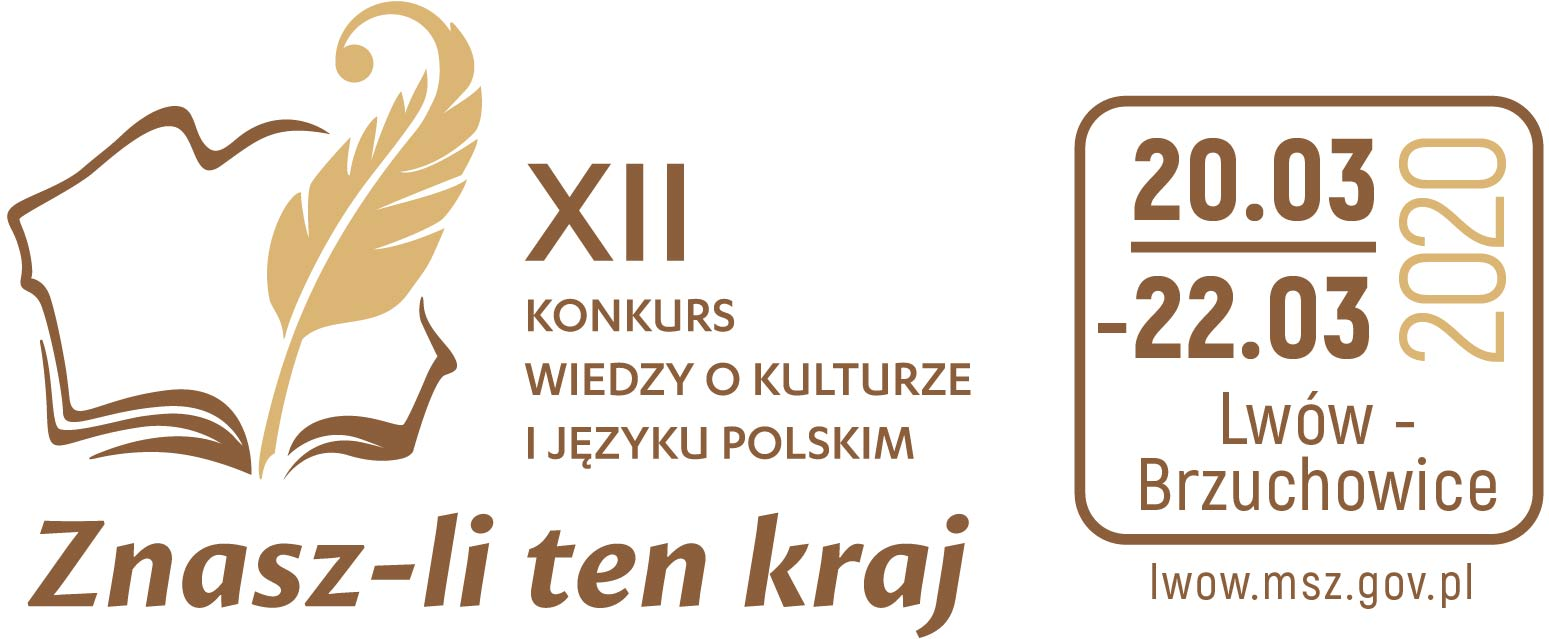 XII
KONKURS
WIEDZY O KULTURZE
I JĘZYKU POLSKIM
Znasz-li ten kraj
20.03
-22.03
2020
Lwów -
Brzuchowice
lwow.msz.gov.pl